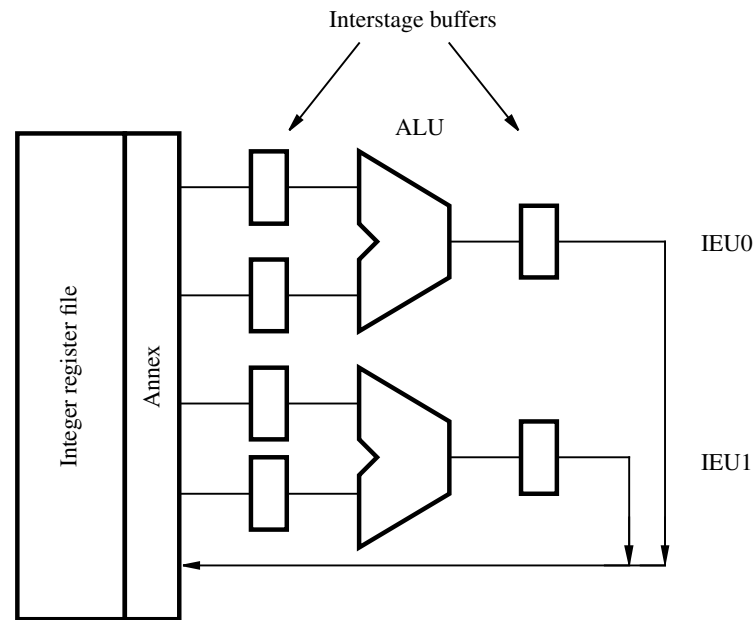 Interstage buffers
ALU
IEU0
Integer register file
Annex
IEU1